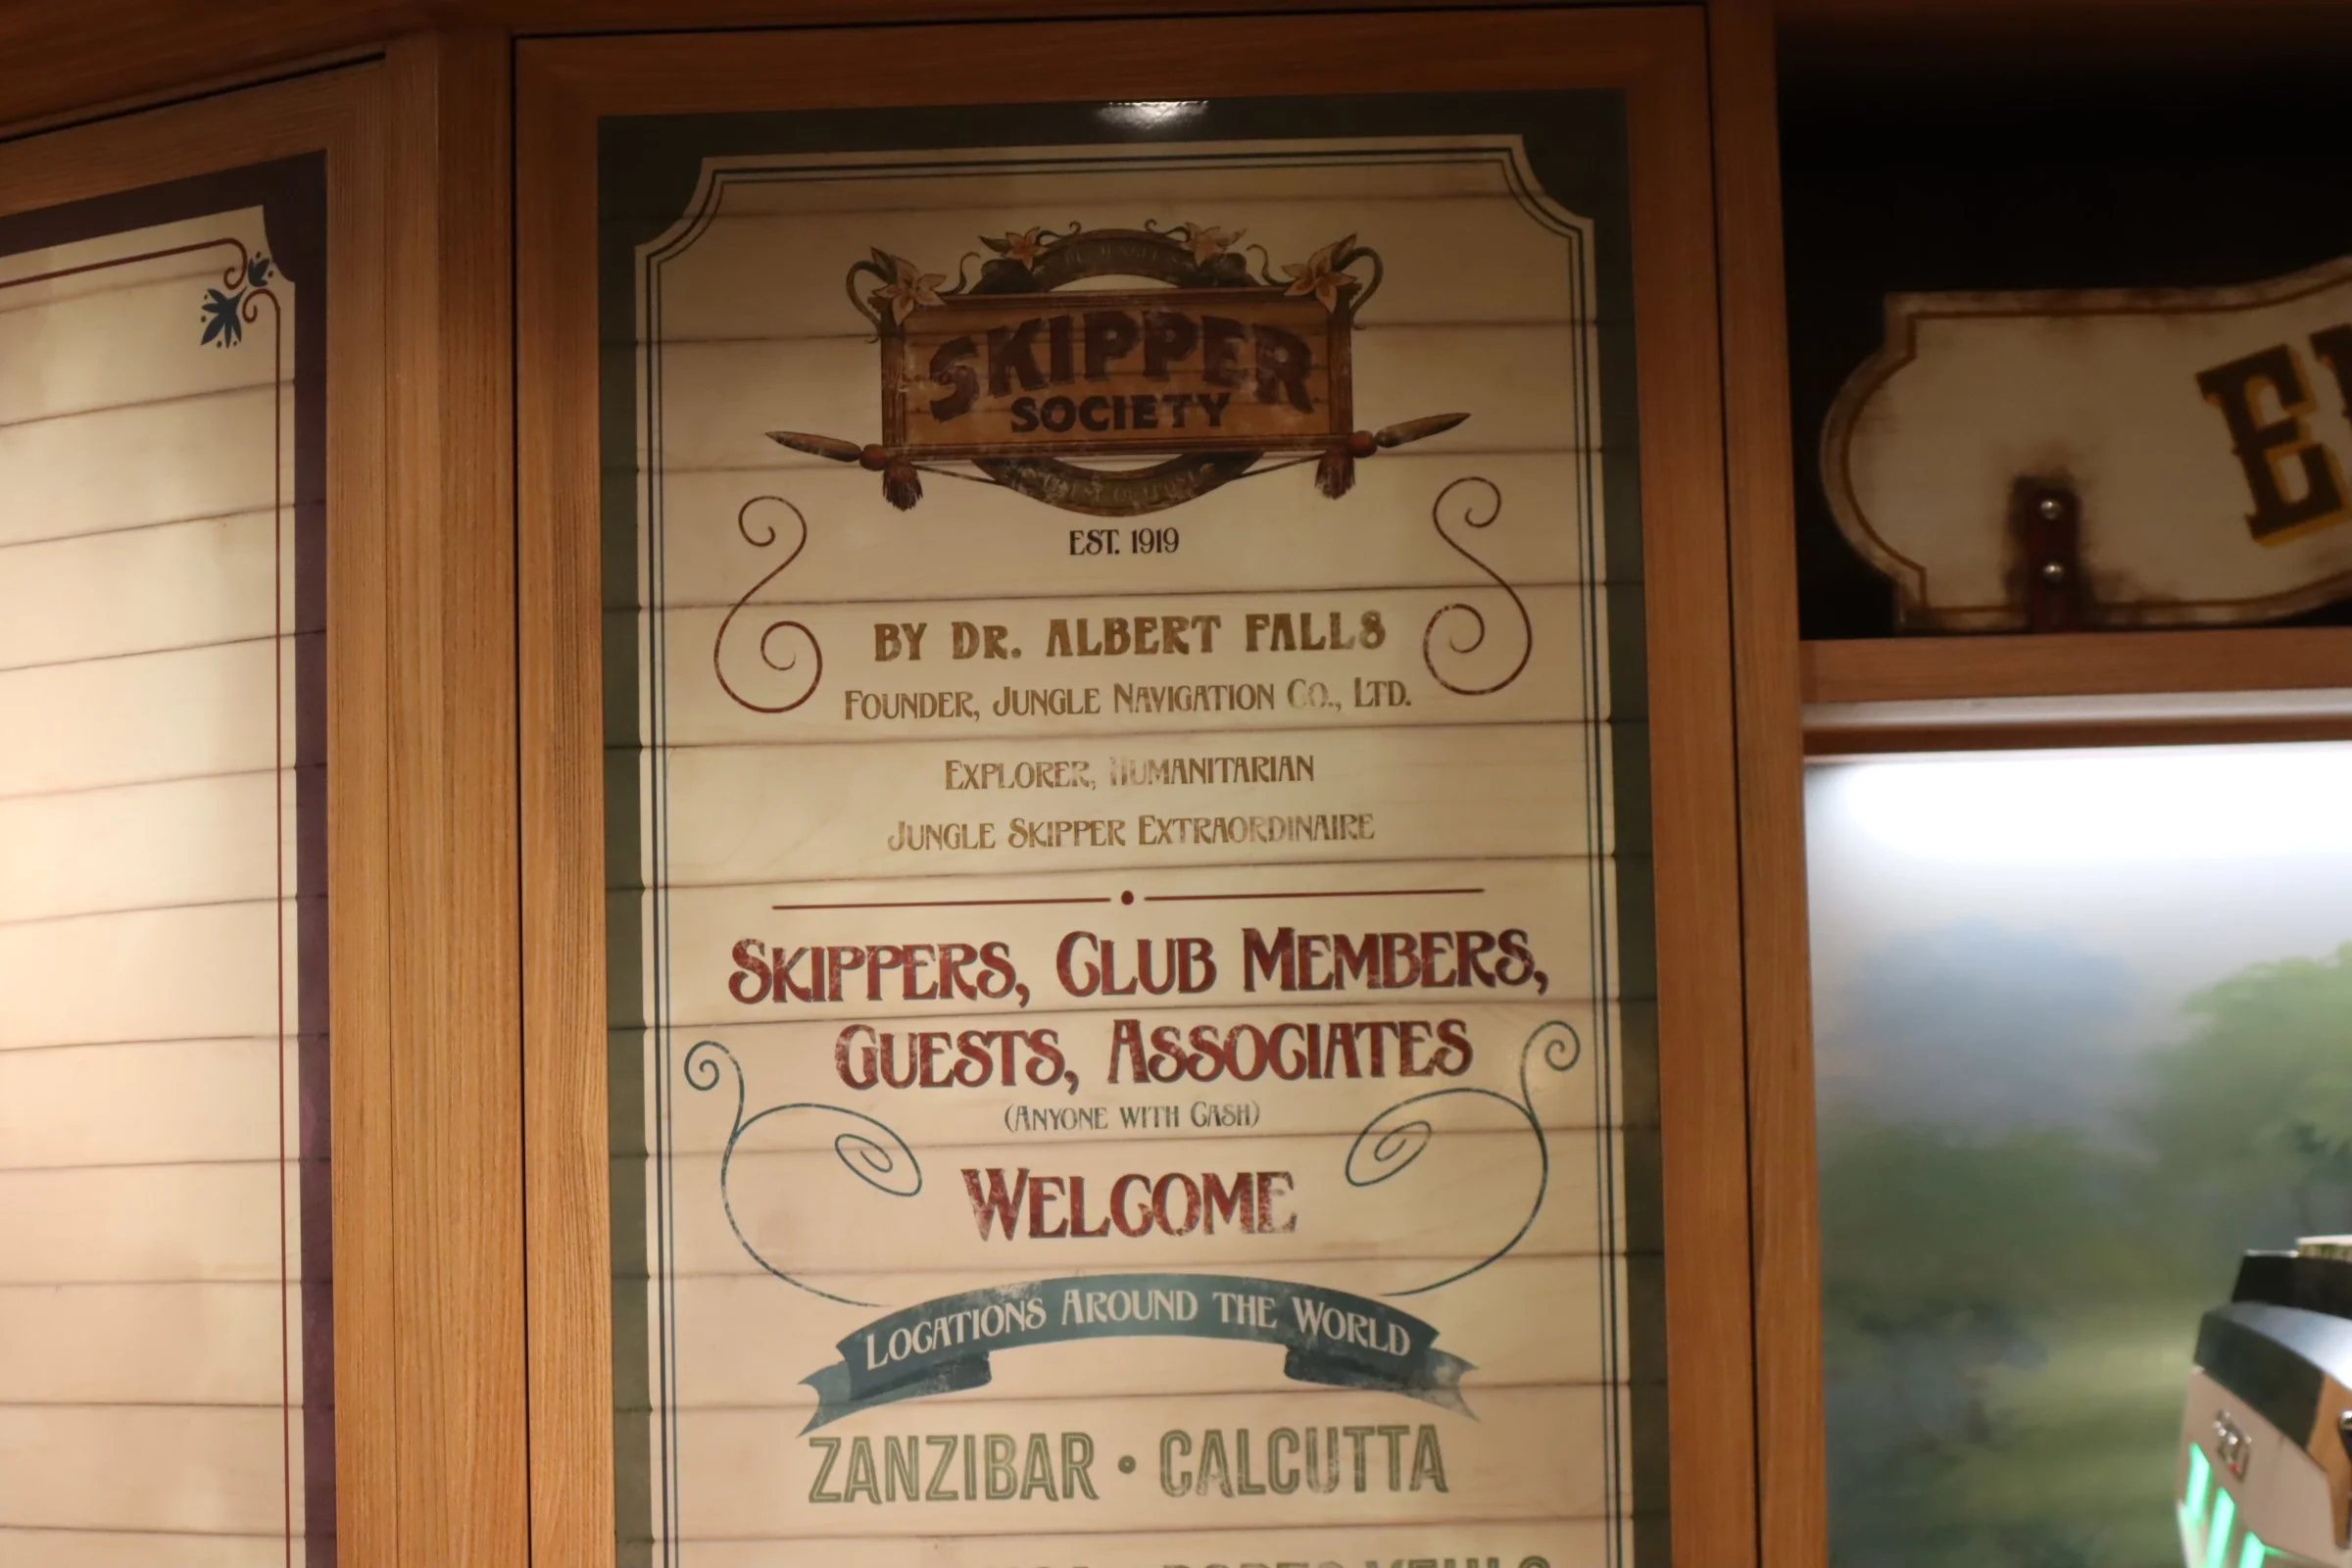 SKIPPER
SOCIETY
EST. 1919
BY DR. ALBERT FALLS
FOUNDER, JUNGLE NAVIGATION CO., LTD.
EXPLORER, HUMANITARIAN
JUNGLE SKIPPER EXTRAORDINAIRE
SKIPPERS, CLUB MEMBERS,
GUESTS, ASSOCIATES
(ANYONE WITH CASH)
WELCOME
LOCATIONS AROUND THE WORLD
ZANZIBAR • CALCUTTA